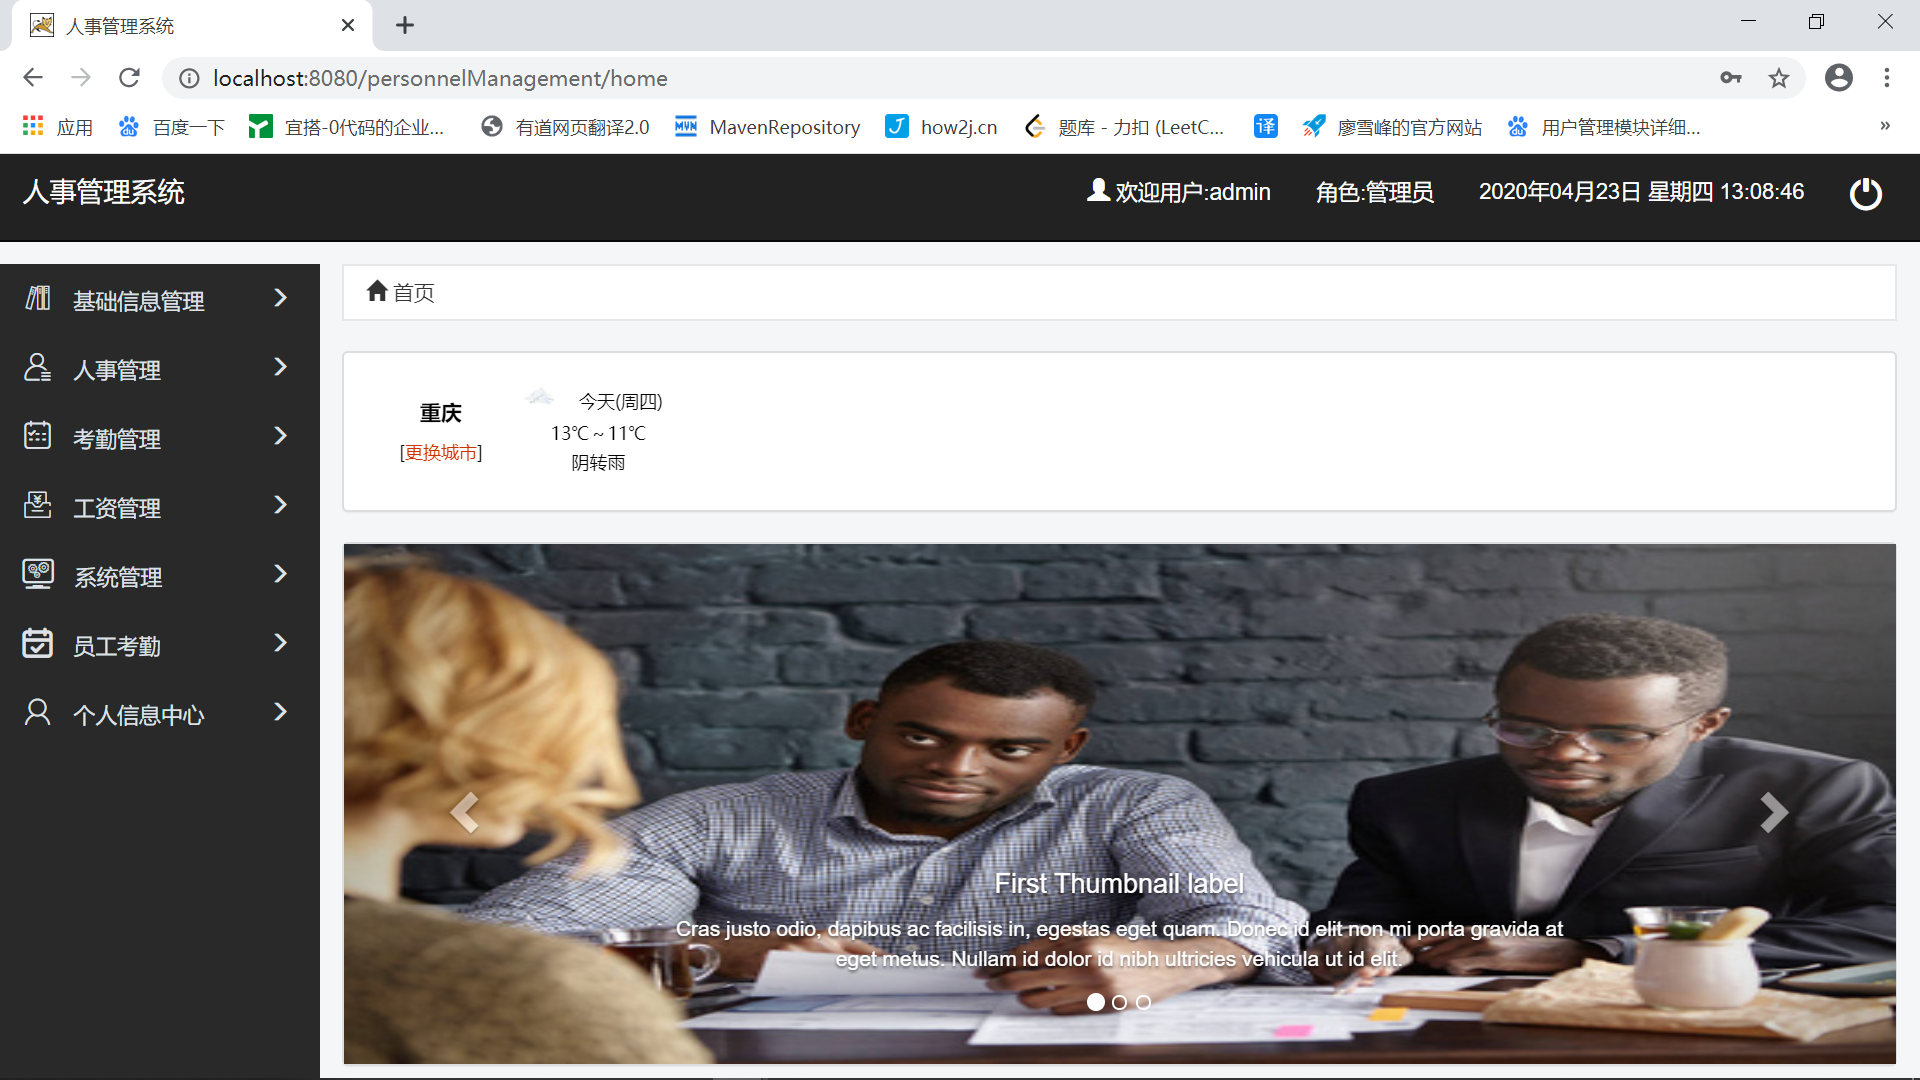 人事管理系统
localhost:8080/personnelManagement/home
应用 百度一下 宜搭-0代码的企业... 有道网页翻译2.0 MVN MavenRepository J how2j.cn 题库 - 力扣 (LeetC... 译 廖雪峰的官方网站 用户管理模块详细... »
人事管理系统 欢迎用户:admin 角色:管理员 2020年04月23日 星期四 13:08:46
基础信息管理
人事管理
考勤管理
工资管理
系统管理
员工考勤
个人信息中心
首页
重庆
[更换城市]
今天(周四)
13℃ ~ 11℃
阴转雨
First Thumbnail label
Cras justo odio, dapibus ac facilisis in, egestas eget quam. Donec id elit non mi porta gravida at
eget metus. Nullam id dolor id nibh ultricies vehicula ut id elit.